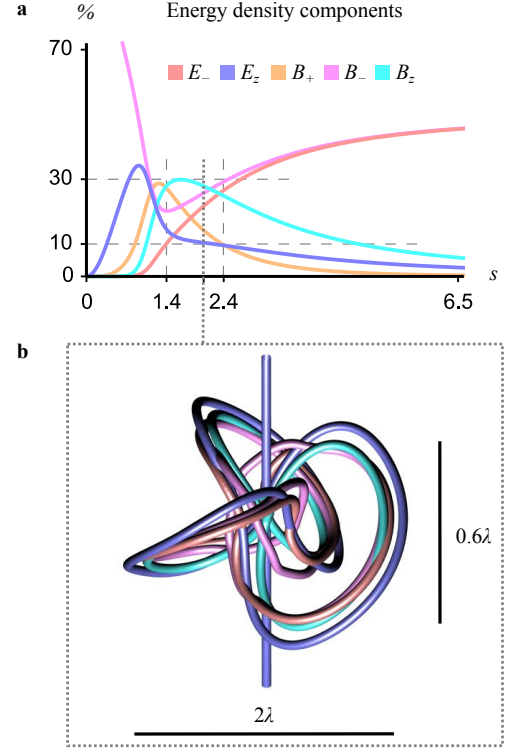 a % Energy density components
70
E₋ E_z B₊ B₋ B_z
30
10
0
s
0 1.4 2.4 6.5
b
0.6λ
2λ